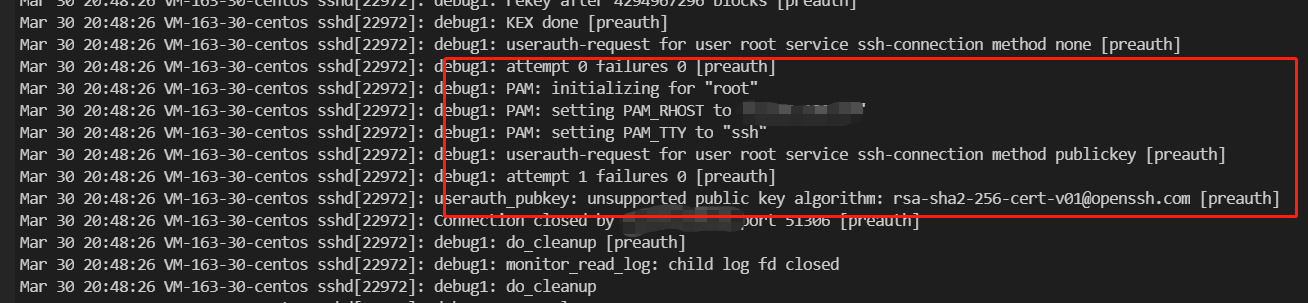 Mar 30 20:48:26 VM-163-30-centos sshd[22972]: debug1: rekey after 4294967296 blocks [preauth]
Mar 30 20:48:26 VM-163-30-centos sshd[22972]: debug1: KEX done [preauth]
Mar 30 20:48:26 VM-163-30-centos sshd[22972]: debug1: userauth-request for user root service ssh-connection method none [preauth]
Mar 30 20:48:26 VM-163-30-centos sshd[22972]: debug1: attempt 0 failures 0 [preauth]
Mar 30 20:48:26 VM-163-30-centos sshd[22972]: debug1: PAM: initializing for "root"
Mar 30 20:48:26 VM-163-30-centos sshd[22972]: debug1: PAM: setting PAM_RHOST to
Mar 30 20:48:26 VM-163-30-centos sshd[22972]: debug1: PAM: setting PAM_TTY to "ssh"
Mar 30 20:48:26 VM-163-30-centos sshd[22972]: debug1: userauth-request for user root service ssh-connection method publickey [preauth]
Mar 30 20:48:26 VM-163-30-centos sshd[22972]: debug1: attempt 1 failures 0 [preauth]
Mar 30 20:48:26 VM-163-30-centos sshd[22972]: userauth_pubkey: unsupported public key algorithm: rsa-sha2-256-cert-v01@openssh.com [preauth]
Mar 30 20:48:26 VM-163-30-centos sshd[22972]: Connection closed by port 51306 [preauth]
Mar 30 20:48:26 VM-163-30-centos sshd[22972]: debug1: do_cleanup [preauth]
Mar 30 20:48:26 VM-163-30-centos sshd[22972]: debug1: monitor_read_log: child log fd closed
Mar 30 20:48:26 VM-163-30-centos sshd[22972]: debug1: do_cleanup